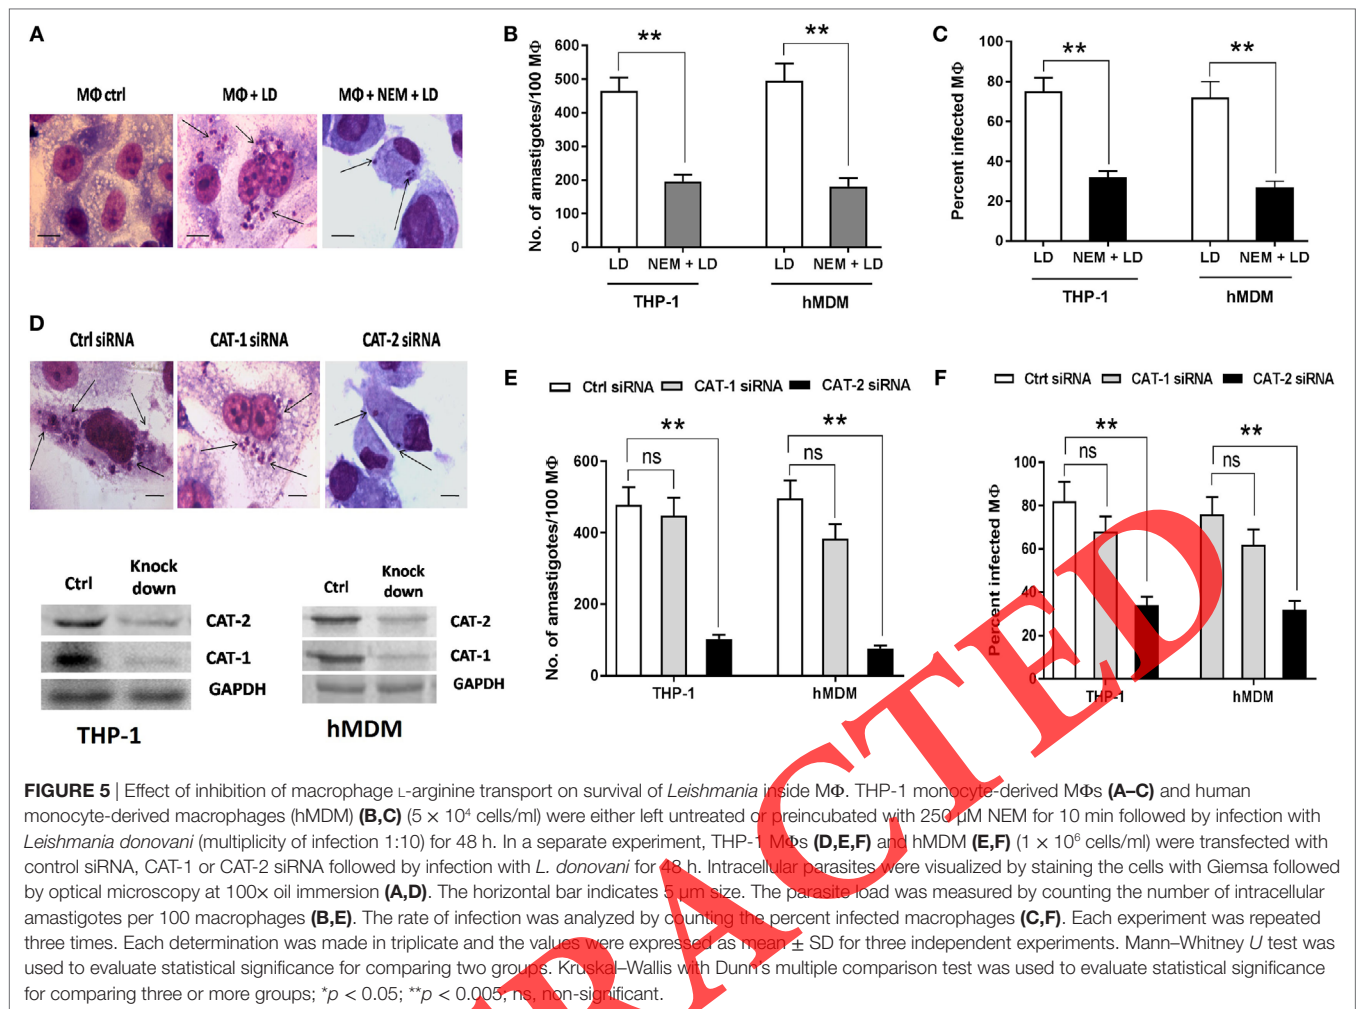 A
MΦ ctrl
MΦ + LD
MΦ + NEM + LD
B
No. of amastigotes/100 MΦ
600
500
400
300
200
100
0
**
**
LD
NEM + LD
LD
NEM + LD
THP-1
hMDM
C
Percent infected MΦ
100
80
60
40
20
0
**
**
LD
NEM + LD
LD
NEM + LD
THP-1
hMDM
D
Ctrl siRNA
CAT-1 siRNA
CAT-2 siRNA
Ctrl
Knock
down
CAT-2
CAT-1
GAPDH
THP-1
Ctrl
Knock
down
CAT-2
CAT-1
GAPDH
hMDM
E
Ctrl siRNA
CAT-1 siRNA
CAT-2 siRNA
No. of amastigotes/100 MΦ
600
400
200
0
**
ns
**
ns
THP-1
hMDM
F
Ctrt siRNA
CAT-1 siRNA
CAT-2 siRNA
Percent infected MΦ
100
80
60
40
20
0
**
ns
**
ns
THP-1
hMDM
FIGURE 5 | Effect of inhibition of macrophage L-arginine transport on survival of Leishmania inside MΦ. THP-1 monocyte-derived MΦs (A–C) and human
monocyte-derived macrophages (hMDM) (B,C) (5 × 10⁴ cells/ml) were either left untreated or preincubated with 250 µM NEM for 10 min followed by infection with
Leishmania donovani (multiplicity of infection 1:10) for 48 h. In a separate experiment, THP-1 MΦs (D,E,F) and hMDM (E,F) (1 × 10⁶ cells/ml) were transfected with
control siRNA, CAT-1 or CAT-2 siRNA followed by infection with L. donovani for 48 h. Intracellular parasites were visualized by staining the cells with Giemsa followed
by optical microscopy at 100× oil immersion (A,D). The horizontal bar indicates 5 µm size. The parasite load was measured by counting the number of intracellular
amastigotes per 100 macrophages (B,E). The rate of infection was analyzed by counting the percent infected macrophages (C,F). Each experiment was repeated
three times. Each determination was made in triplicate and the values were expressed as mean ± SD for three independent experiments. Mann–Whitney U test was
used to evaluate statistical significance for comparing two groups. Kruskal–Wallis with Dunn's multiple comparison test was used to evaluate statistical significance
for comparing three or more groups; *p < 0.05; **p < 0.005; ns, non-significant.
RACTED